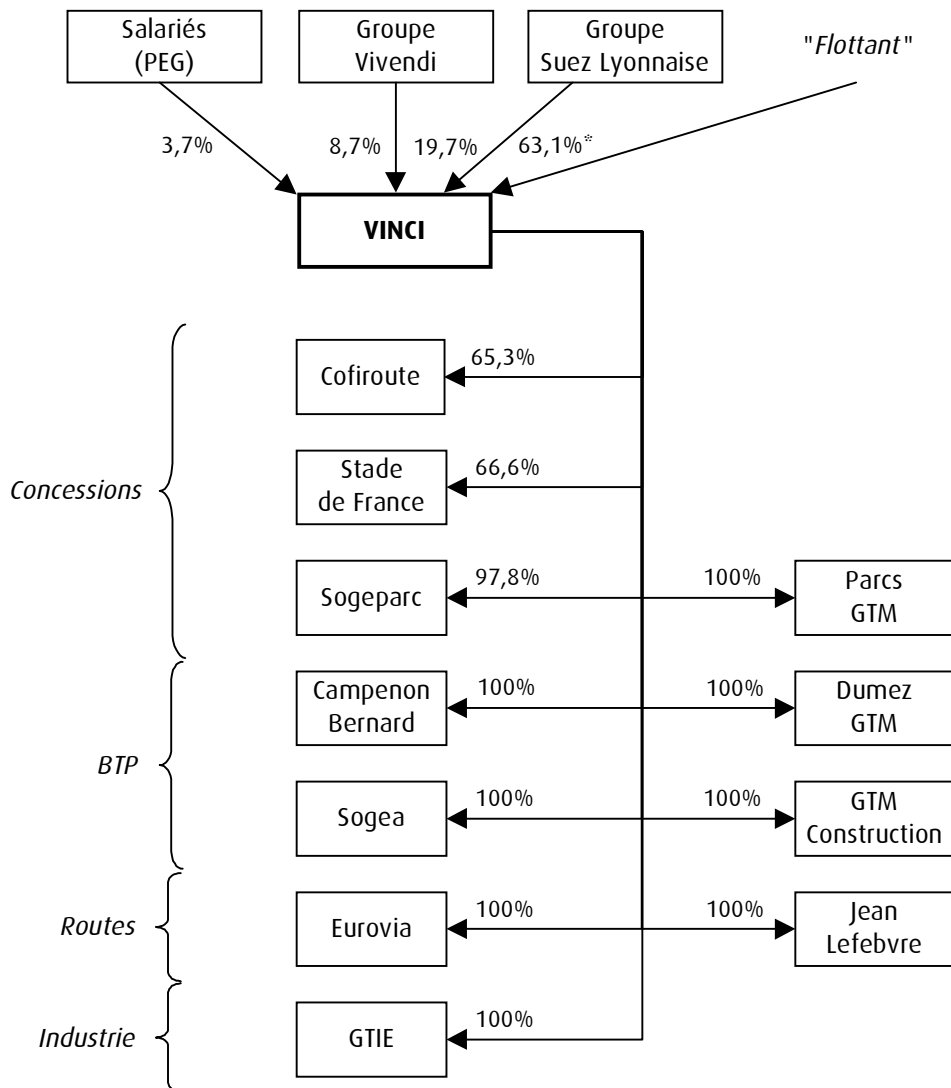 Salariés
(PEG)
Groupe
Vivendi
Groupe
Suez Lyonnaise
"Flottant"
3,7%
8,7%
19,7%
63,1%*
VINCI
Concessions
Cofiroute
65,3%
Stade
de France
66,6%
Sogeparc
97,8%
100%
Parcs
GTM
BTP
Campenon
Bernard
100%
100%
Dumez
GTM
Sogea
100%
100%
GTM
Construction
Routes
Eurovia
100%
100%
Jean
Lefebvre
Industrie
GTIE
100%